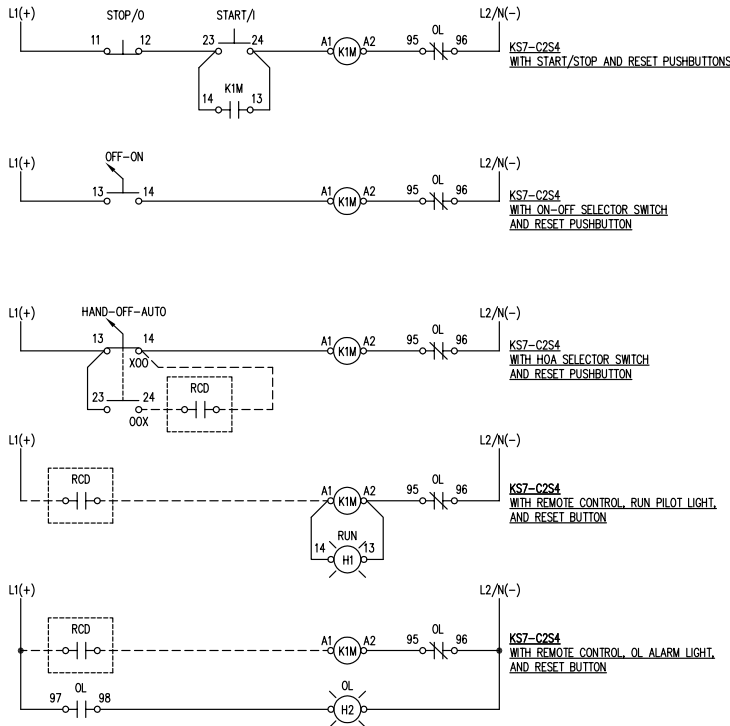 L1(+) STOP/O START/I L2/N(-)
OL
11 12 23 24 A1 K1M A2 95 96
KS7-C2S4
WITH START/STOP AND RESET PUSHBUTTONS
K1M
14 13
L1(+) OFF-ON L2/N(-)
OL
13 14 A1 K1M A2 95 96
KS7-C2S4
WITH ON-OFF SELECTOR SWITCH
AND RESET PUSHBUTTON
L1(+) HAND-OFF-AUTO L2/N(-)
OL
13 14 A1 K1M A2 95 96
KS7-C2S4
WITH HOA SELECTOR SWITCH
AND RESET PUSHBUTTON
XOO
RCD
23 24
OOX
L1(+) L2/N(-)
RCD OL
A1 K1M A2 95 96
KS7-C2S4
WITH REMOTE CONTROL, RUN PILOT LIGHT,
AND RESET BUTTON
RUN
14 H1 13
L1(+) L2/N(-)
RCD OL
A1 K1M A2 95 96
KS7-C2S4
WITH REMOTE CONTROL, OL ALARM LIGHT,
AND RESET BUTTON
OL OL
97 98 H2